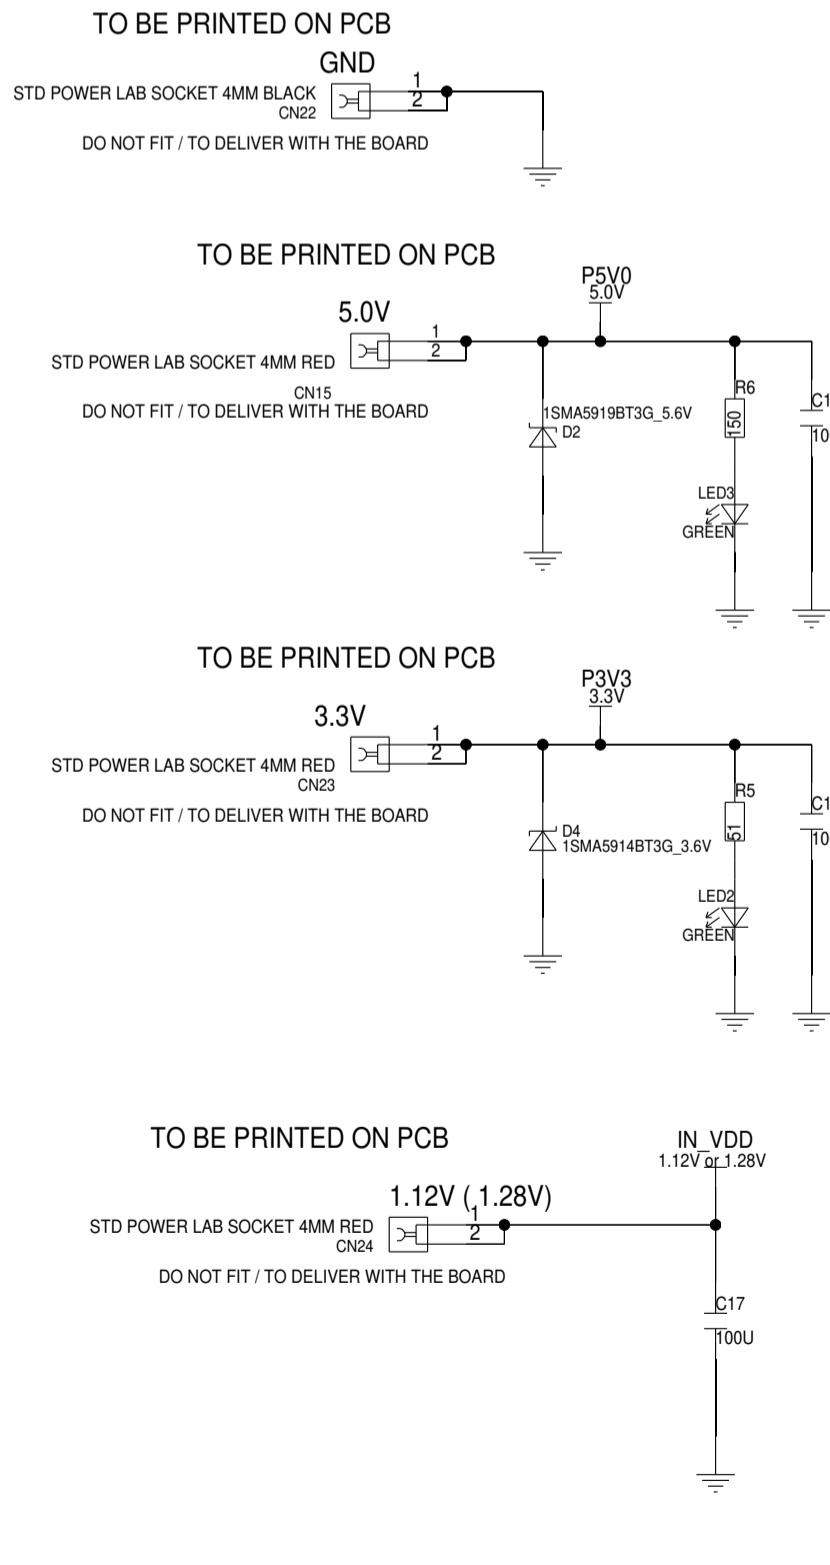 TO BE PRINTED ON PCB
GND
STD POWER LAB SOCKET 4MM BLACK
CN22
1
2
DO NOT FIT / TO DELIVER WITH THE BOARD
TO BE PRINTED ON PCB
P5V0
5.0V
5.0V
1
2
STD POWER LAB SOCKET 4MM RED
CN15
DO NOT FIT / TO DELIVER WITH THE BOARD
1SMA5919BT3G_5.6V
D2
R6
150
C1
10
LED3
GREEN
TO BE PRINTED ON PCB
P3V3
3.3V
3.3V
1
2
STD POWER LAB SOCKET 4MM RED
CN23
DO NOT FIT / TO DELIVER WITH THE BOARD
D4
1SMA5914BT3G_3.6V
R5
51
C1
10
LED2
GREEN
TO BE PRINTED ON PCB
IN_VDD
1.12V or 1.28V
1.12V ( 1.28V)
1
2
STD POWER LAB SOCKET 4MM RED
CN24
DO NOT FIT / TO DELIVER WITH THE BOARD
C17
100U